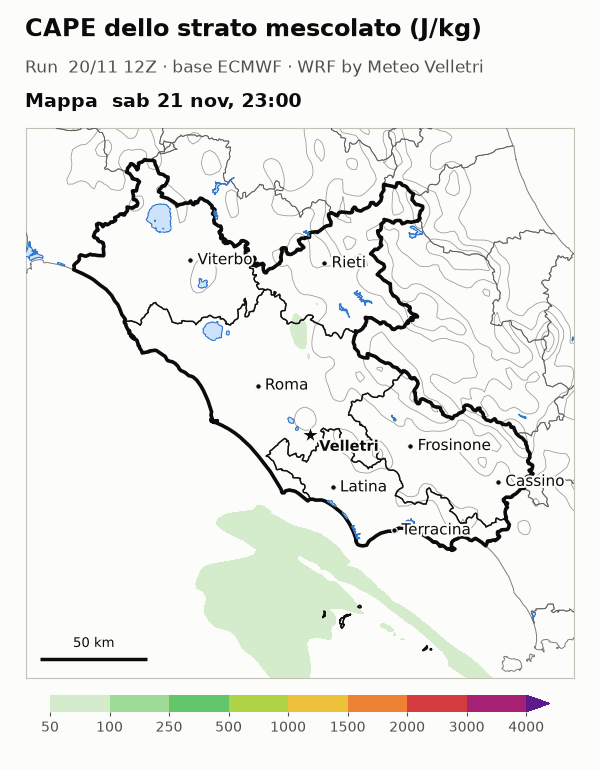 CAPE dello strato mescolato (J/kg)
Run  20/11 12Z · base ECMWF · WRF by Meteo Velletri
Mappa  sab 21 nov, 23:00
Viterbo
Rieti
Roma
Velletri
Frosinone
Cassino
Latina
Terracina
50 km
50 100 250 500 1000 1500 2000 3000 4000